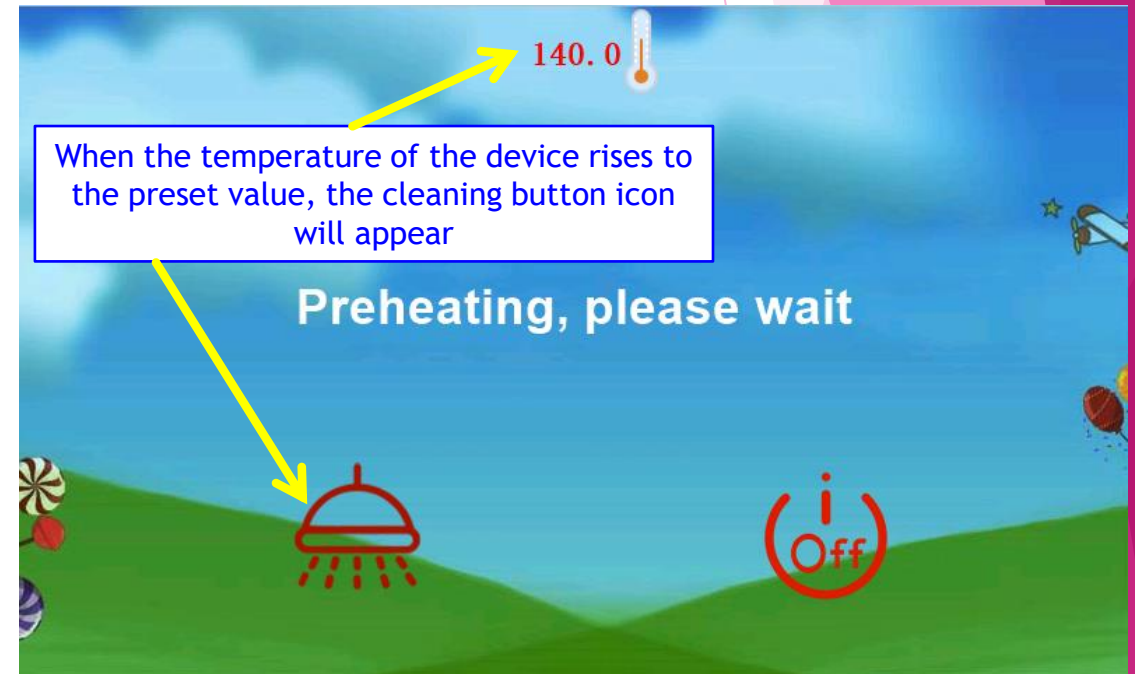 140. 0
When the temperature of the device rises to
the preset value, the cleaning button icon
will appear
Preheating, please wait
i
Off